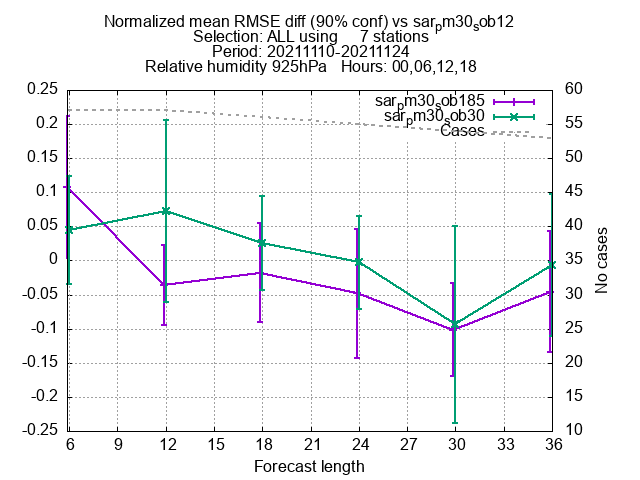 Normalized mean RMSE diff (90% conf) vs sarpm30sob12
Selection: ALL using 7 stations
Period: 20211110-20211124
Relative humidity 925hPa Hours: 00,06,12,18
0.25
0.2
0.15
0.1
0.05
0
-0.05
-0.1
-0.15
-0.2
-0.25
60
55
50
45
40
35
30
25
20
15
10
No cases
sarpm30sob185
sarpm30sob30
Cases
6 9 12 15 18 21 24 27 30 33 36
Forecast length